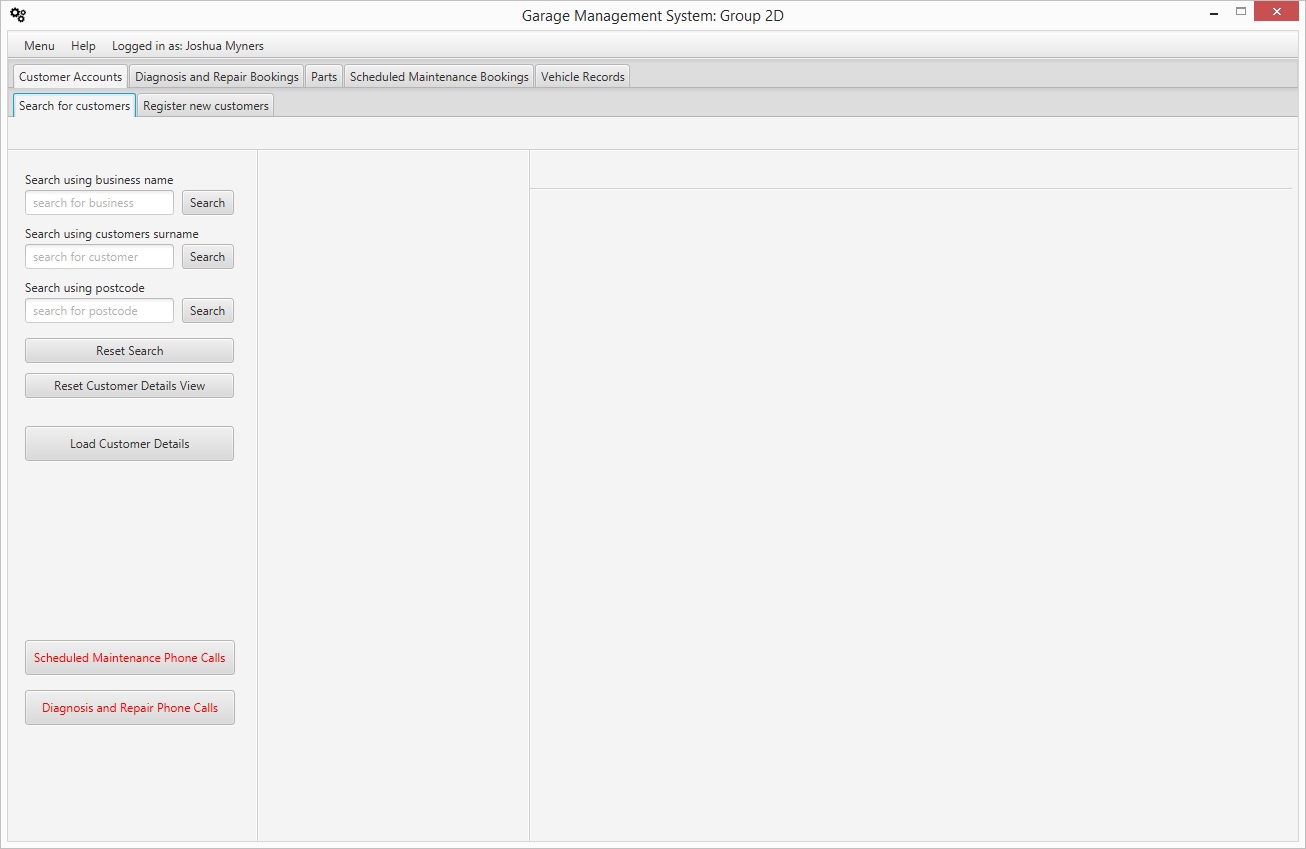 Garage Management System: Group 2D
Menu Help Logged in as: Joshua Myners
Customer Accounts Diagnosis and Repair Bookings Parts Scheduled Maintenance Bookings Vehicle Records
Search for customers Register new customers
Search using business name
search for business Search
Search using customers surname
search for customer Search
Search using postcode
search for postcode Search
Reset Search
Reset Customer Details View
Load Customer Details
Scheduled Maintenance Phone Calls
Diagnosis and Repair Phone Calls